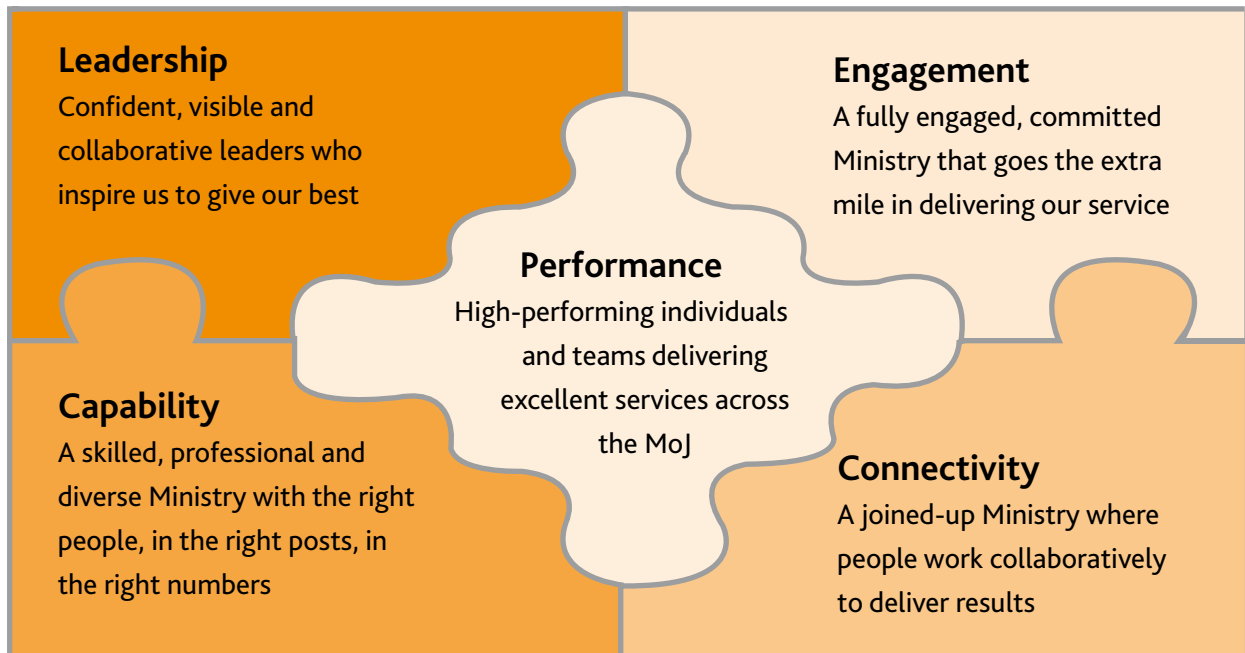 Leadership
Confident, visible and
collaborative leaders who
inspire us to give our best
Engagement
A fully engaged, committed
Ministry that goes the extra
mile in delivering our service
Performance
High-performing individuals
and teams delivering
excellent services across
the MoJ
Capability
A skilled, professional and
diverse Ministry with the right
people, in the right posts, in
the right numbers
Connectivity
A joined-up Ministry where
people work collaboratively
to deliver results